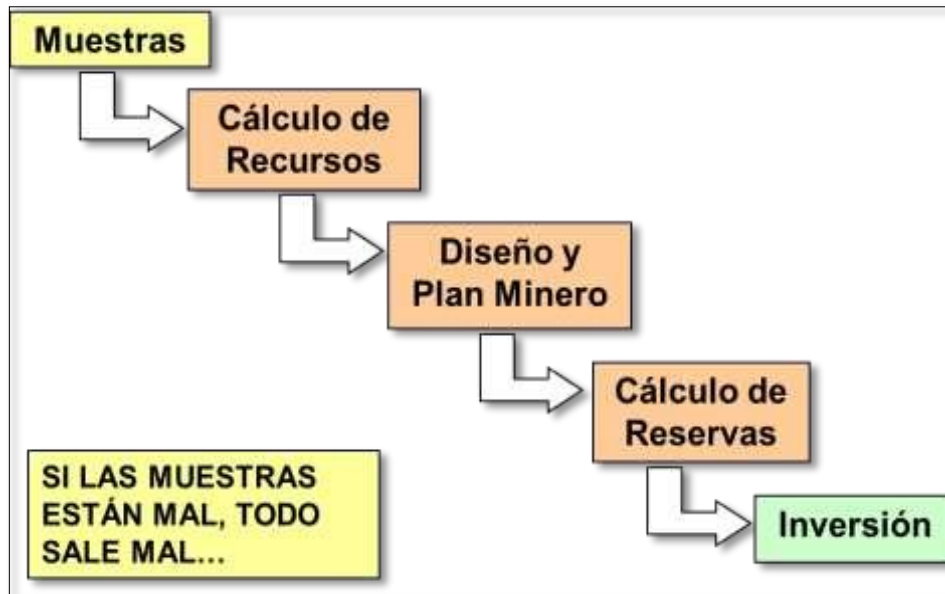 Muestras
Cálculo de
Recursos
Diseño y
Plan Minero
Cálculo de
Reservas
Inversión
SI LAS MUESTRAS
ESTÁN MAL, TODO
SALE MAL...